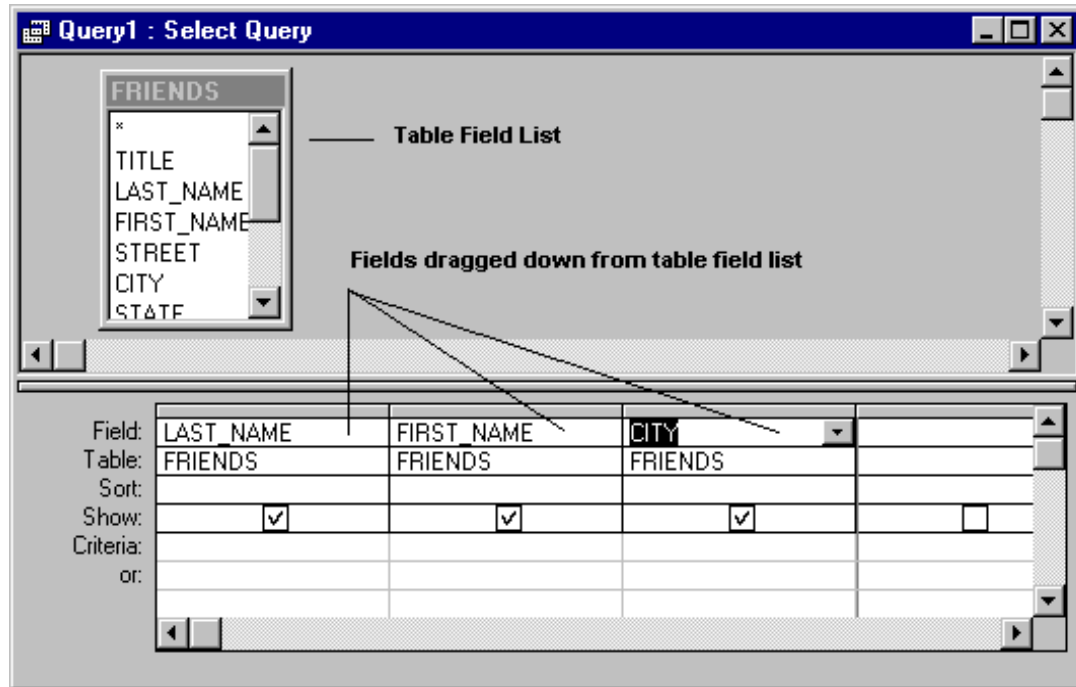 Query1 : Select Query
FRIENDS
*
TITLE
LAST_NAME
FIRST_NAME
STREET
CITY
STATE
Table Field List
Fields dragged down from table field list
Field: LAST_NAME FIRST_NAME CITY
Table: FRIENDS FRIENDS FRIENDS
Sort:
Show:
Criteria:
or: